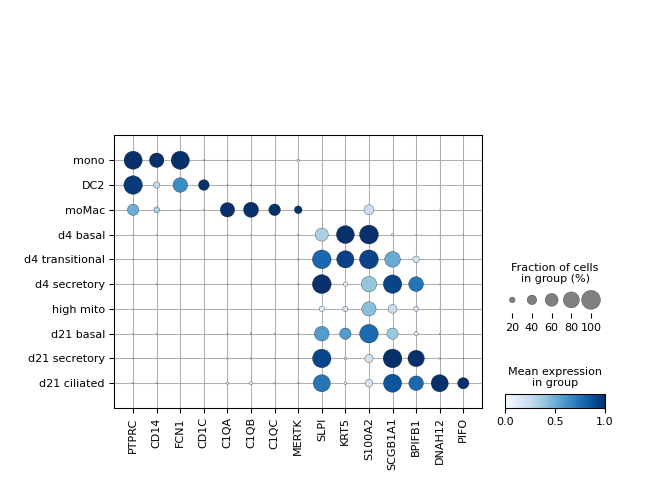 mono
DC2
moMac
d4 basal
d4 transitional
d4 secretory
high mito
d21 basal
d21 secretory
d21 ciliated
PTPRC
CD14
FCN1
CD1C
C1QA
C1QB
C1QC
MERTK
SLPI
KRT5
S100A2
SCGB1A1
BPIFB1
DNAH12
PIFO
Fraction of cells
in group (%)
20 40 60 80 100
Mean expression
in group
0.0 0.5 1.0